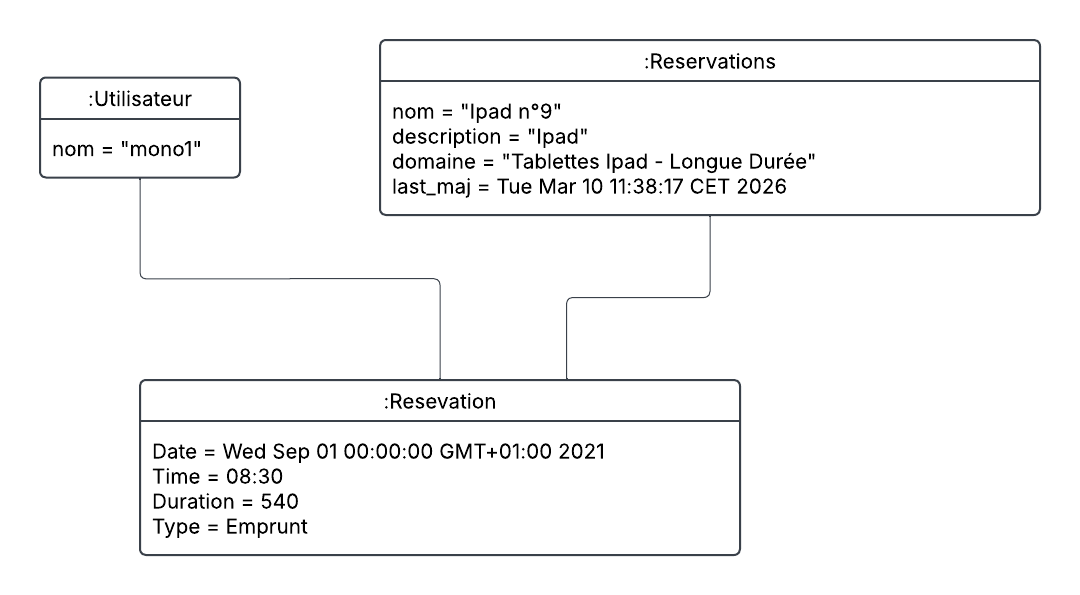 :Utilisateur
nom = "mono1"
:Reservations
nom = "Ipad n°9"
description = "Ipad"
domaine = "Tablettes Ipad - Longue Durée"
last_maj = Tue Mar 10 11:38:17 CET 2026
:Resevation
Date = Wed Sep 01 00:00:00 GMT+01:00 2021
Time = 08:30
Duration = 540
Type = Emprunt